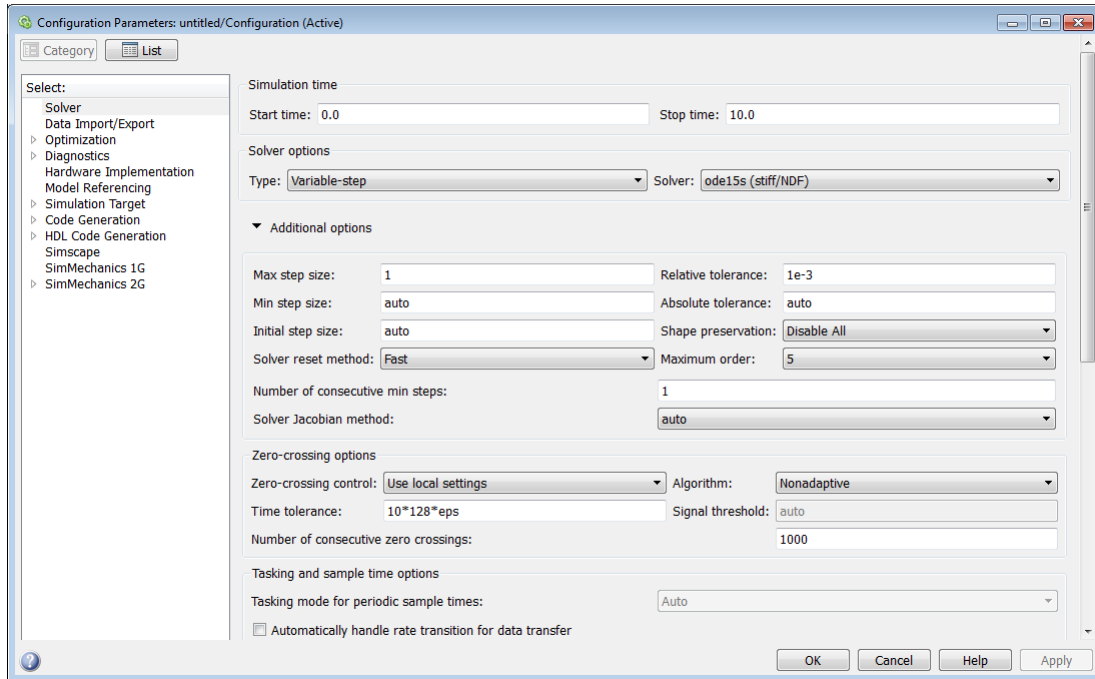 Configuration Parameters: untitled/Configuration (Active)
Category List
Select:
Solver
Data Import/Export
Optimization
Diagnostics
Hardware Implementation
Model Referencing
Simulation Target
Code Generation
HDL Code Generation
Simscape
SimMechanics 1G
SimMechanics 2G
Simulation time
Start time: 0.0 Stop time: 10.0
Solver options
Type: Variable-step Solver: ode15s (stiff/NDF)
Additional options
Max step size: 1 Relative tolerance: 1e-3
Min step size: auto Absolute tolerance: auto
Initial step size: auto Shape preservation: Disable All
Solver reset method: Fast Maximum order: 5
Number of consecutive min steps: 1
Solver Jacobian method: auto
Zero-crossing options
Zero-crossing control: Use local settings Algorithm: Nonadaptive
Time tolerance: 10*128*eps Signal threshold: auto
Number of consecutive zero crossings: 1000
Tasking and sample time options
Tasking mode for periodic sample times: Auto
Automatically handle rate transition for data transfer
OK Cancel Help Apply